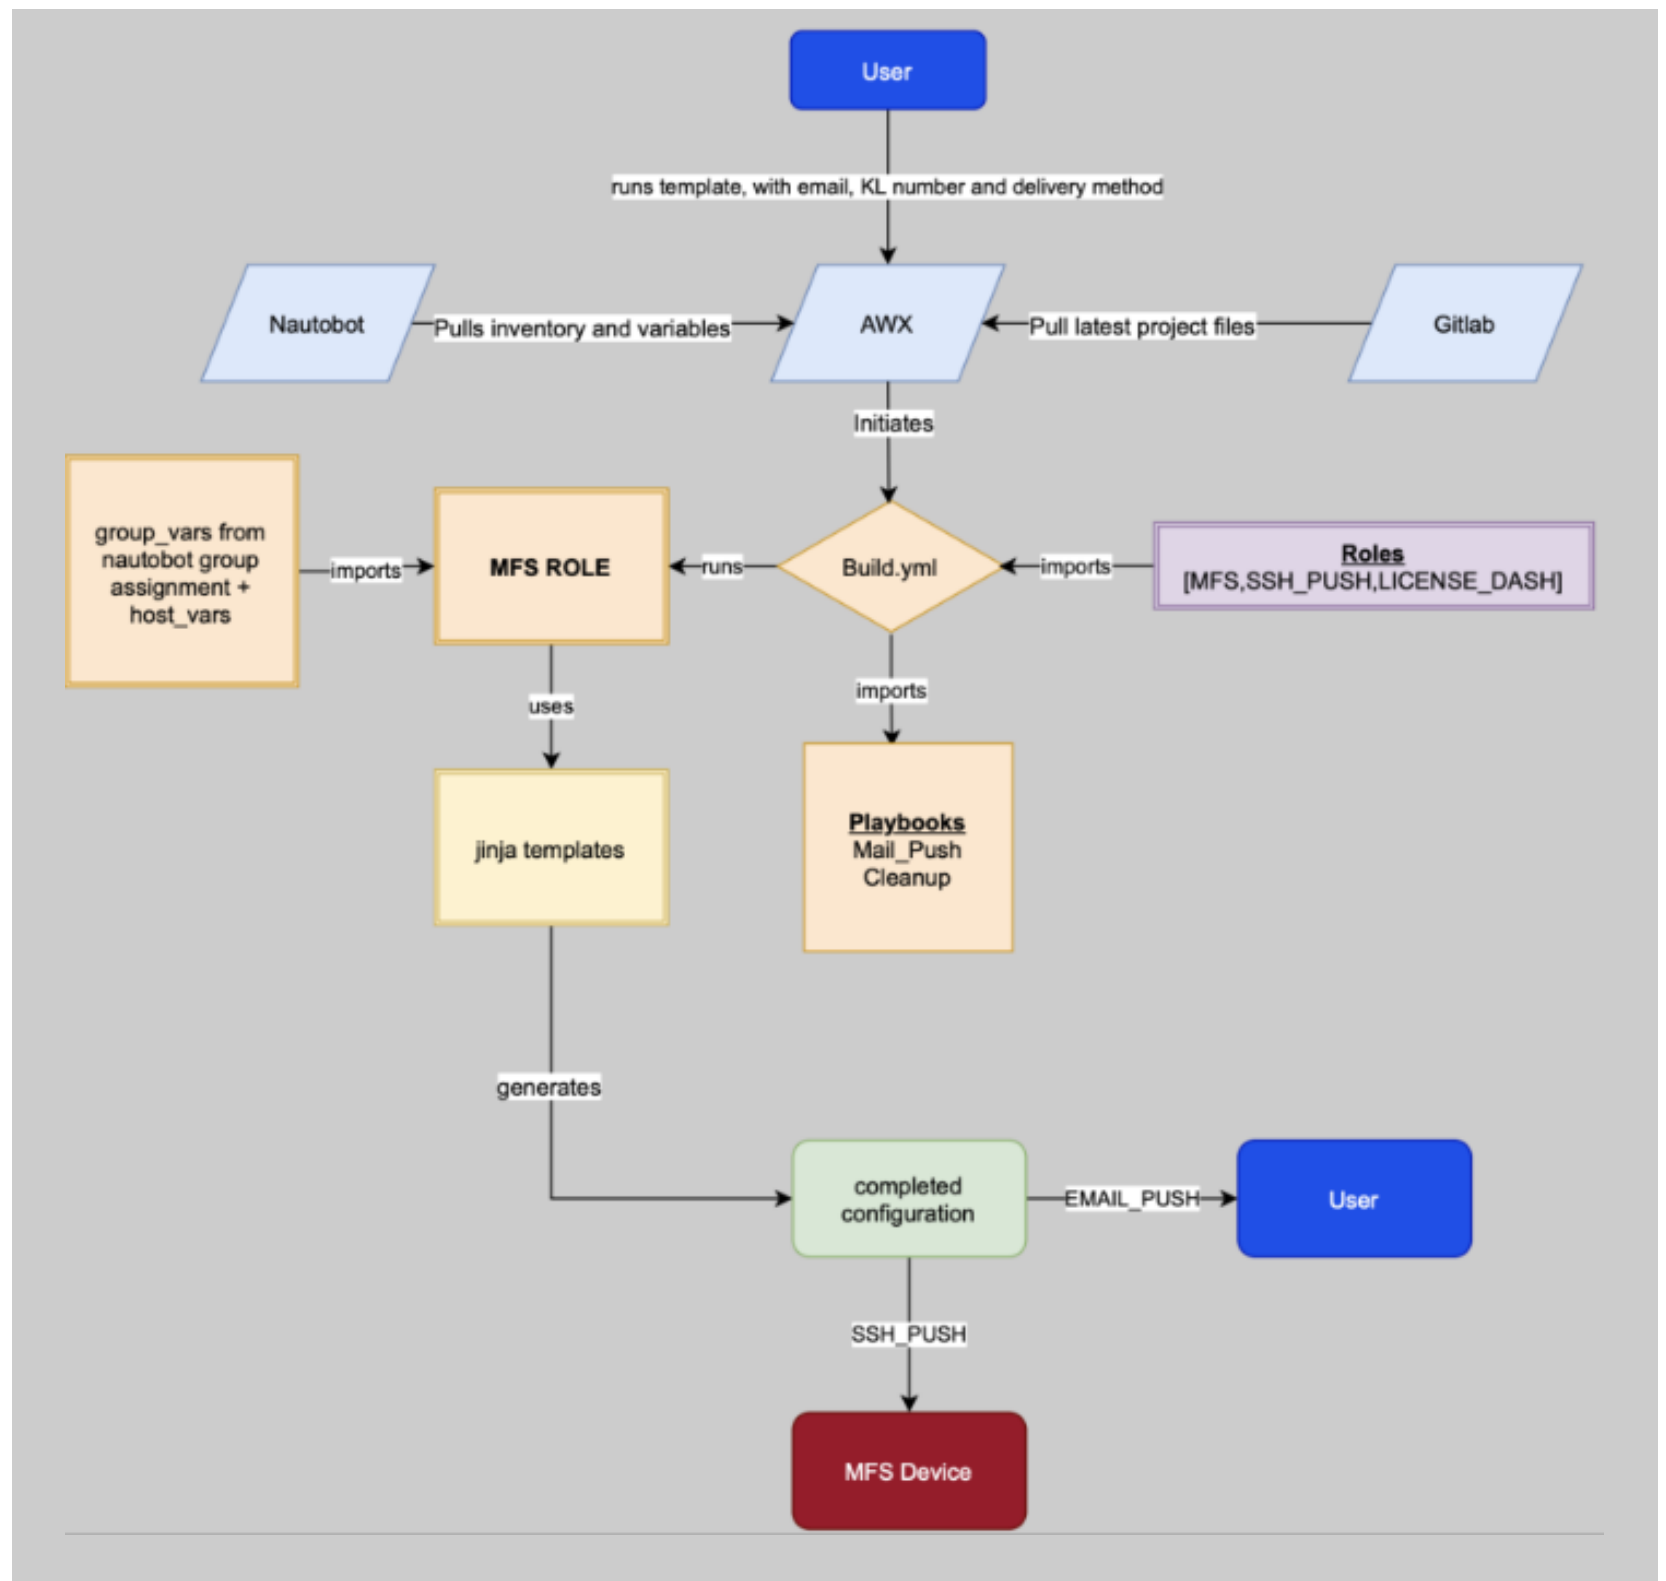 User
runs template, with email, KL number and delivery method
Nautobot
Pulls inventory and variables
AWX
Pull latest project files
Gitlab
Initiates
group_vars from
nautobot group
assignment +
host_vars
imports
MFS ROLE
runs
Build.yml
imports
Roles
[MFS,SSH_PUSH,LICENSE_DASH]
uses
imports
jinja templates
Playbooks
Mail_Push
Cleanup
generates
completed
configuration
EMAIL_PUSH
User
SSH_PUSH
MFS Device